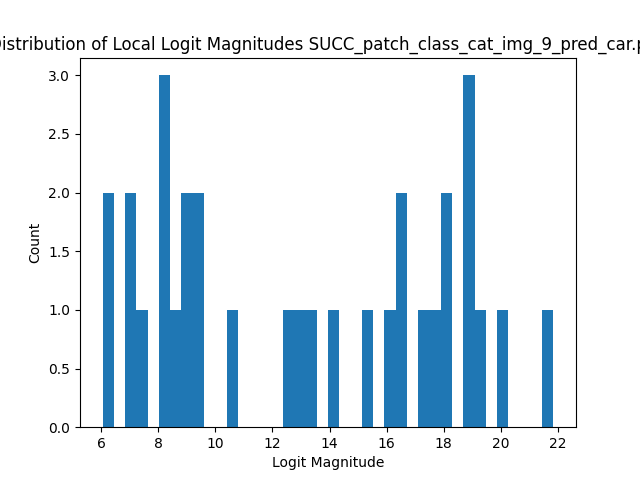 istribution of Local Logit Magnitudes SUCC_patch_class_cat_img_9_pred_car.
3.0
2.5
2.0
1.5
1.0
0.5
0.0
Count
6 8 10 12 14 16 18 20 22
Logit Magnitude